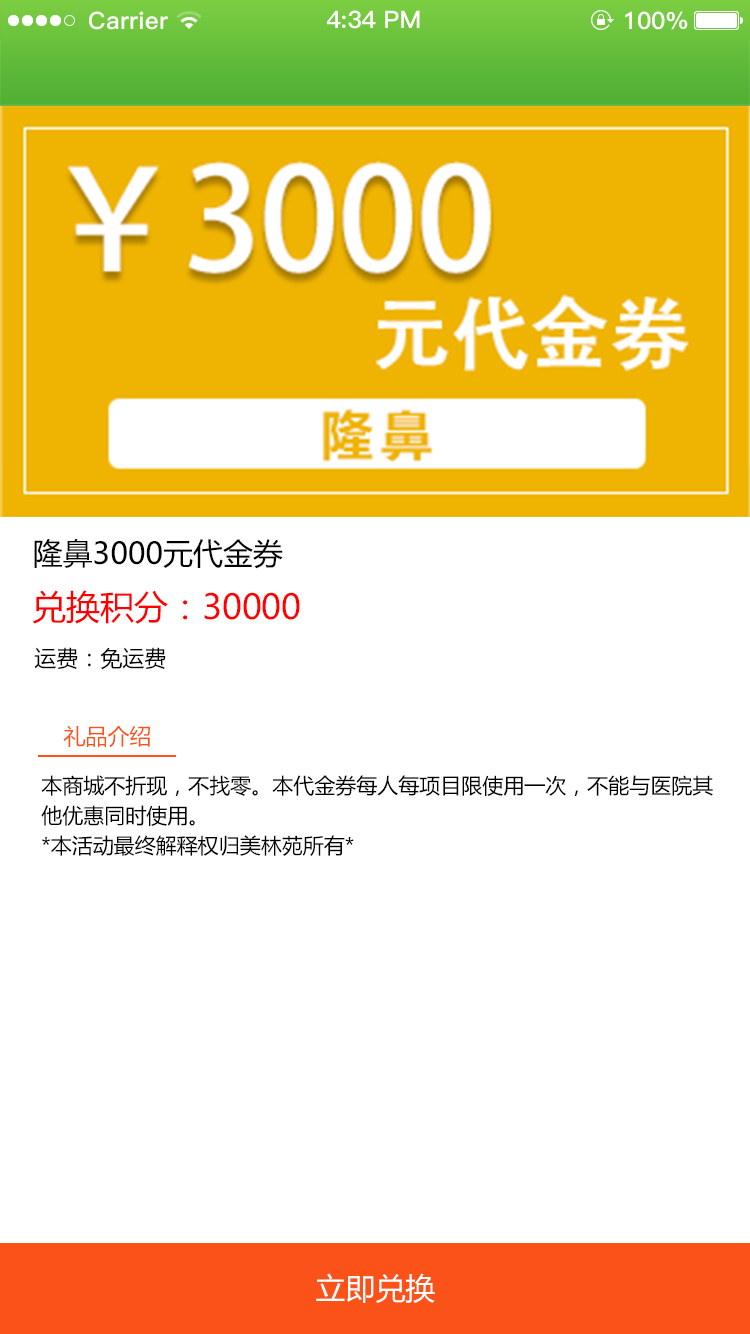 Carrier 4:34 PM 100%
￥3000
元代金券
隆鼻
隆鼻3000元代金券
兑换积分：30000
运费：免运费
礼品介绍
本商城不折现，不找零。本代金券每人每项目限使用一次，不能与医院其
他优惠同时使用。
*本活动最终解释权归美林苑所有*
立即兑换